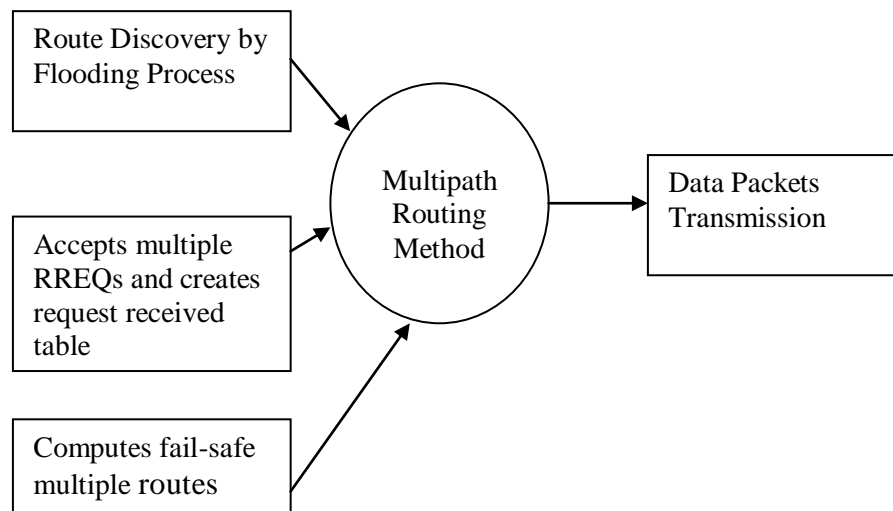 Route Discovery by
Flooding Process
Accepts multiple
RREQs and creates
request received
table
Computes fail-safe
multiple routes
Multipath
Routing
Method
Data Packets
Transmission